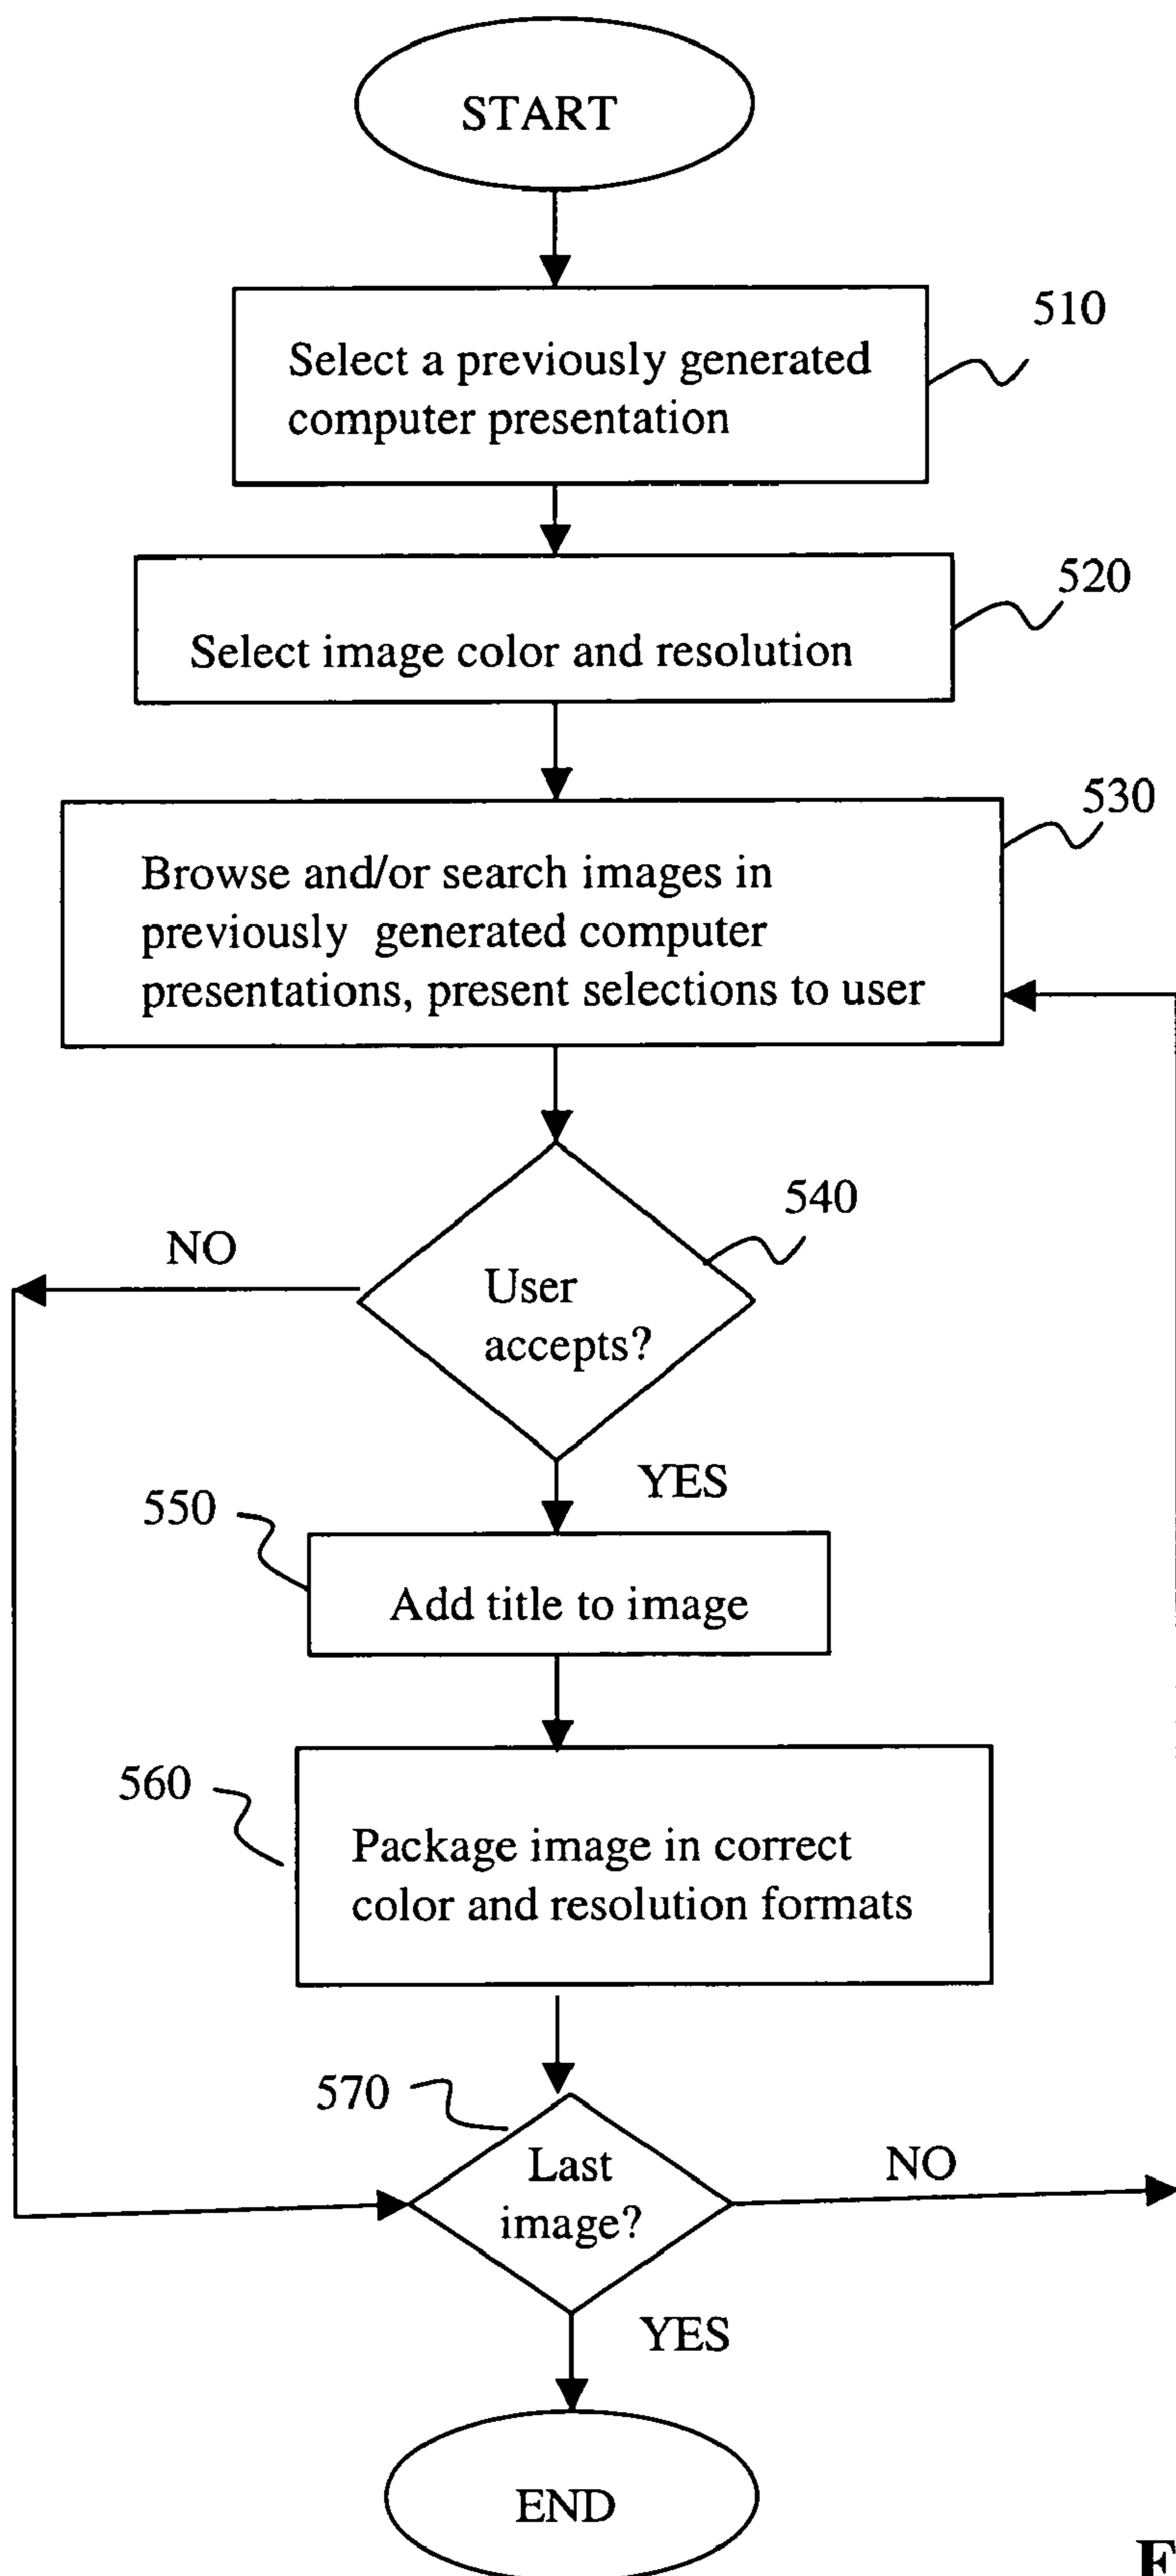 START
510
Select a previously generated
computer presentation
520
Select image color and resolution
530
Browse and/or search images in
previously generated computer
presentations, present selections to user
540
NO
User
accepts?
YES
550
Add title to image
560
Package image in correct
color and resolution formats
570
Last
image?
NO
YES
END